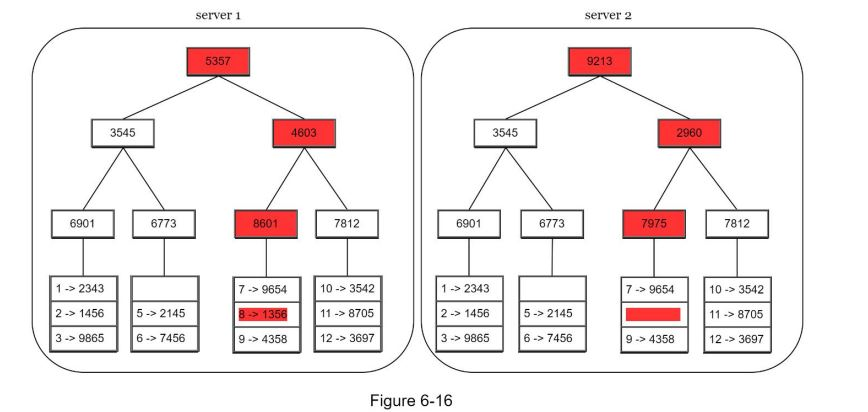 server 1 server 2
5357 9213
3545 4603 3545 2960
6901 6773 8601 7812 6901 6773 7975 7812
1 -> 2343 7 -> 9654 10 -> 3542 1 -> 2343 7 -> 9654 10 -> 3542
2 -> 1456 5 -> 2145 8 -> 1356 11 -> 8705 2 -> 1456 5 -> 2145 11 -> 8705
3 -> 9865 6 -> 7456 9 -> 4358 12 -> 3697 3 -> 9865 6 -> 7456 9 -> 4358 12 -> 3697
Figure 6-16